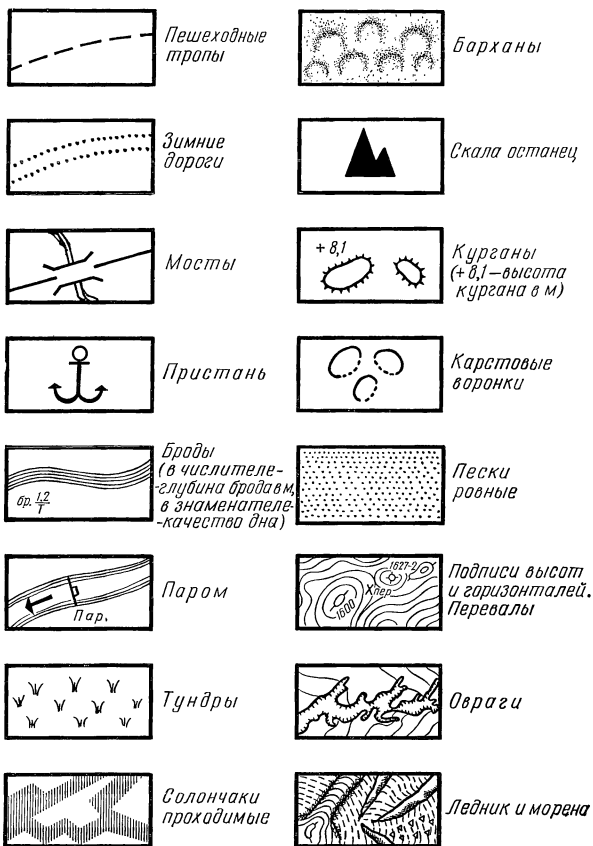 Пешеходные
тропы
Зимние
дороги
Мосты
Пристань
Броды
(в числителе-
-глубина брода в м,
в знаменателе-
-качество дна)
бр. 1,2
Т
Паром
Пар.
Тундры
Солончаки
проходимые
Барханы
Скала останец
+8,1
Курганы
(+8,1-высота
кургана в м)
Карстовые
воронки
Пески
ровные
1627-2
пер
1600
Подписи высот
и горизонталей.
Перевалы
Овраги
Ледник и морена